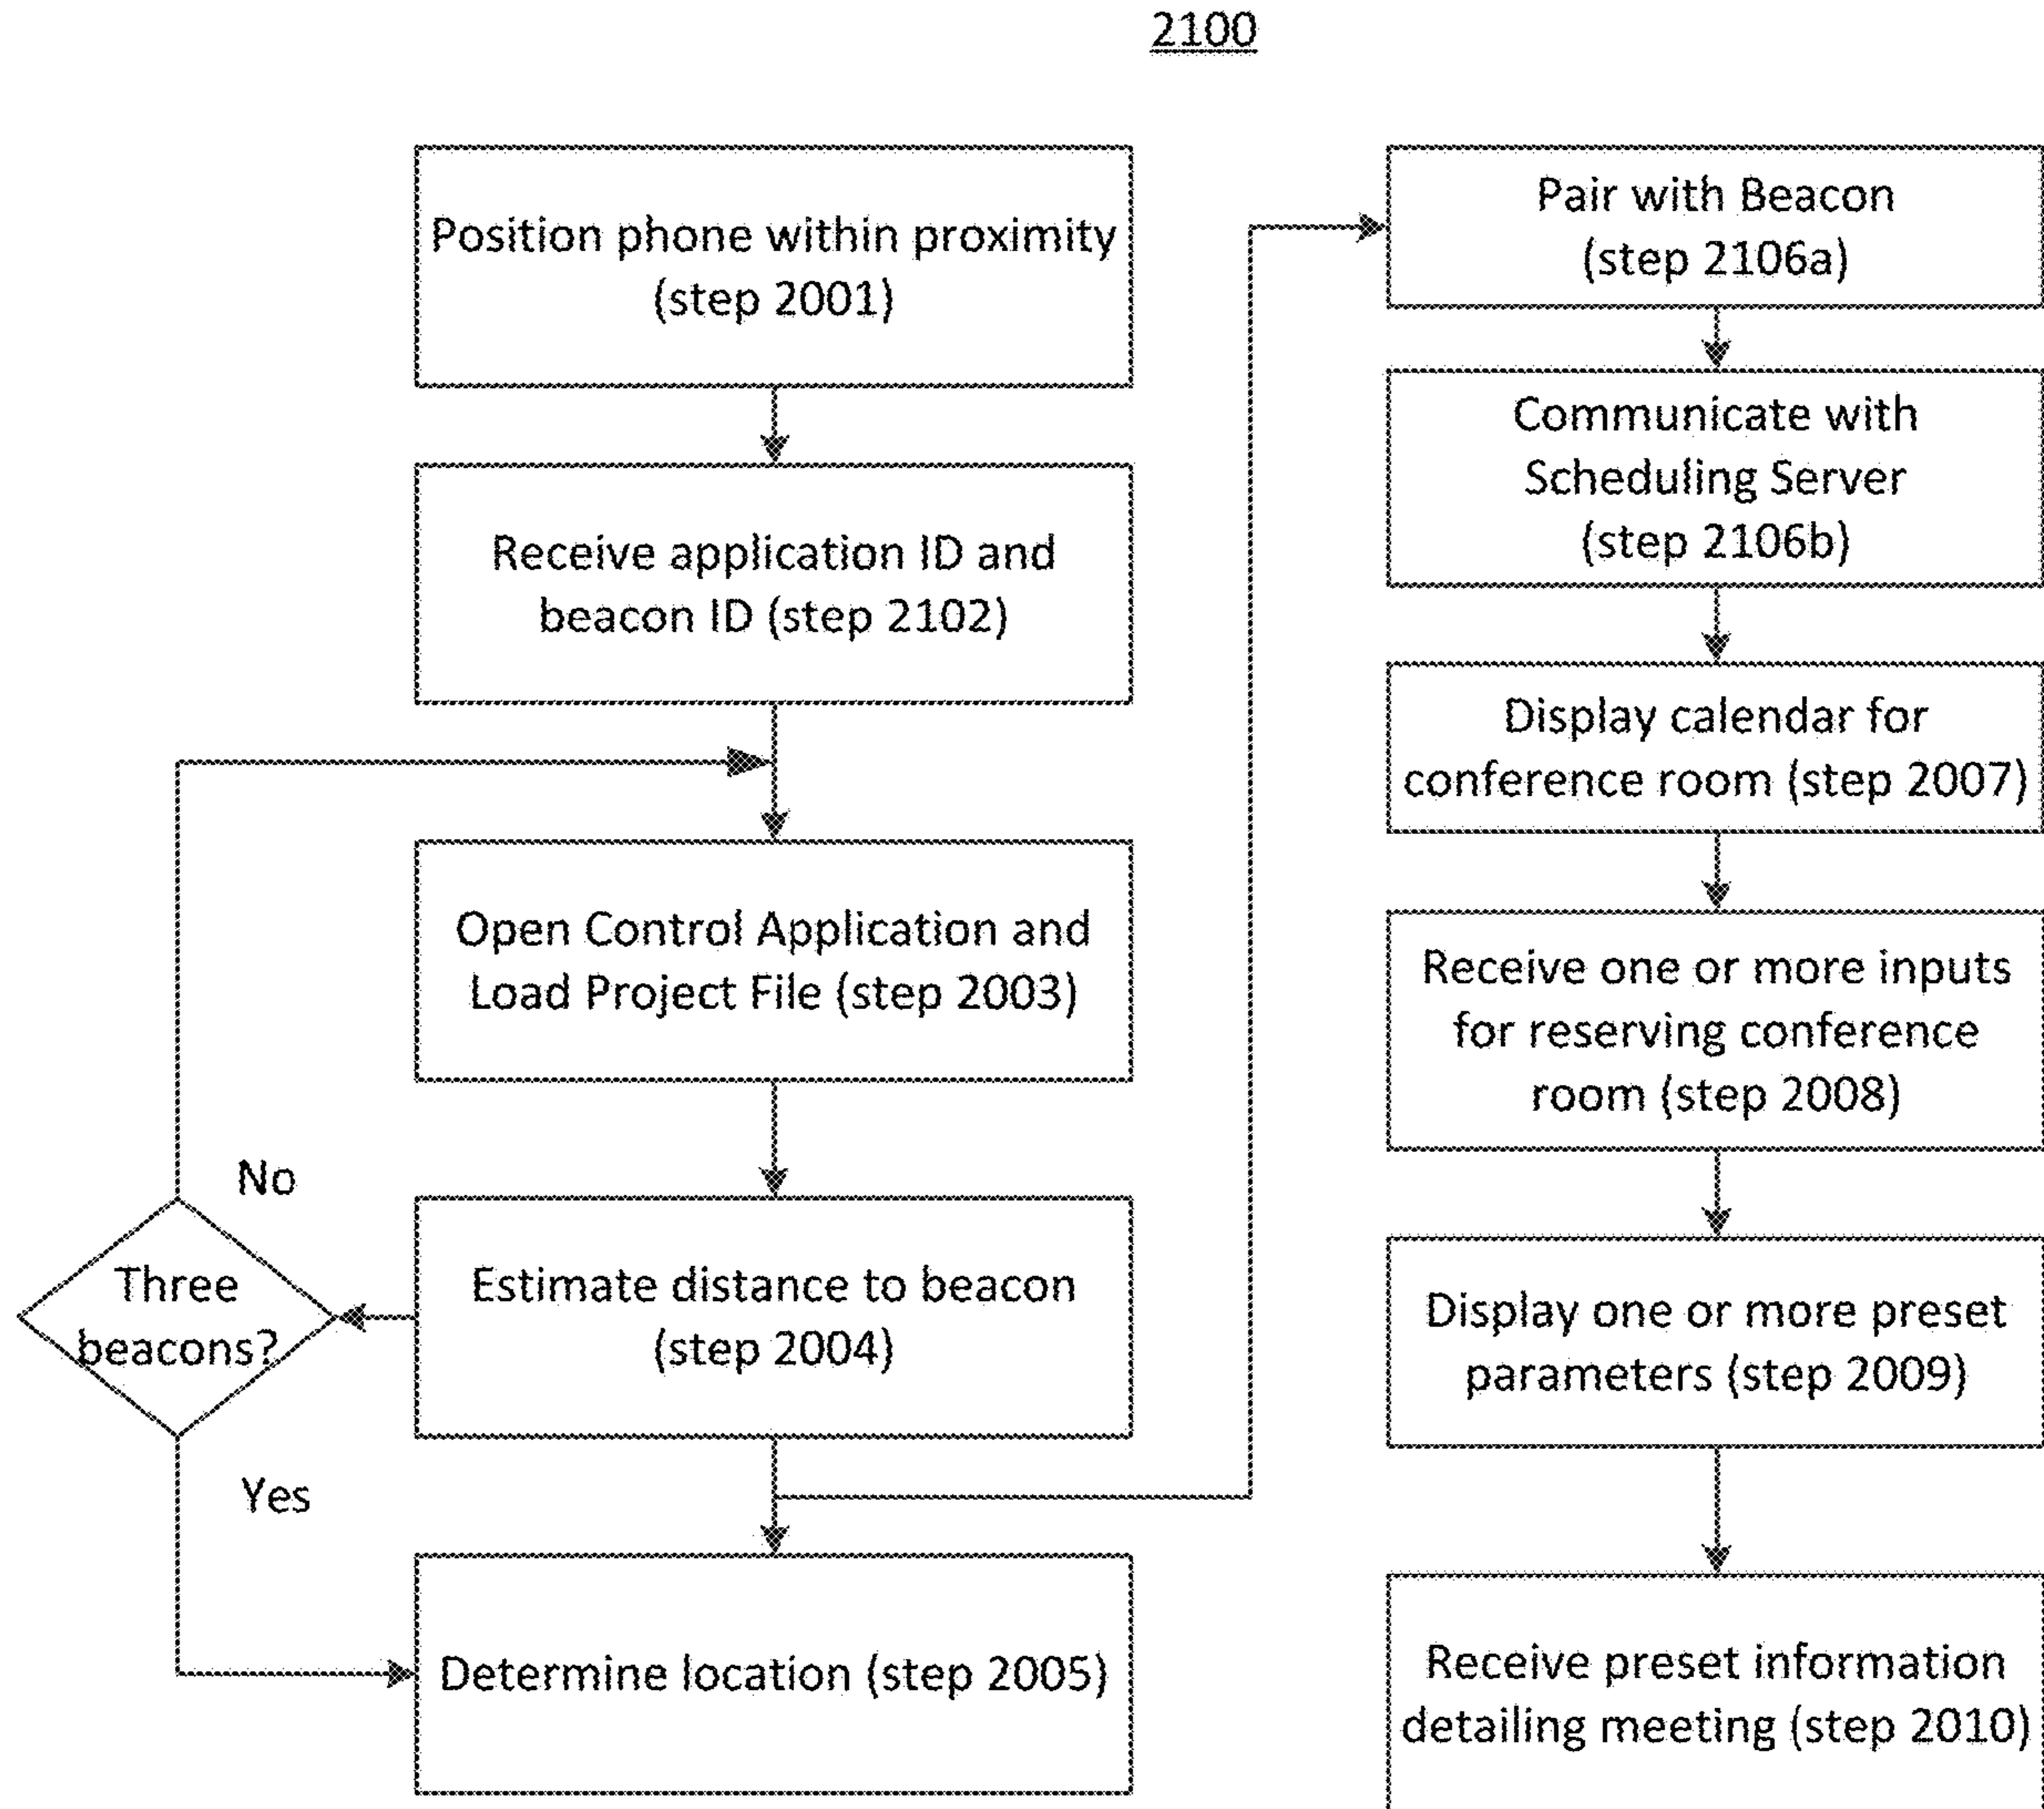 2100
Position phone within proximity
(step 2001)
Receive application ID and
beacon ID (step 2102)
Open Control Application and
Load Project File (step 2003)
No
Three
beacons?
Estimate distance to beacon
(step 2004)
Yes
Determine location (step 2005)
Pair with Beacon
(step 2106a)
Communicate with
Scheduling Server
(step 2106b)
Display calendar for
conference room (step 2007)
Receive one or more inputs
for reserving conference
room (step 2008)
Display one or more preset
parameters (step 2009)
Receive preset information
detailing meeting (step 2010)